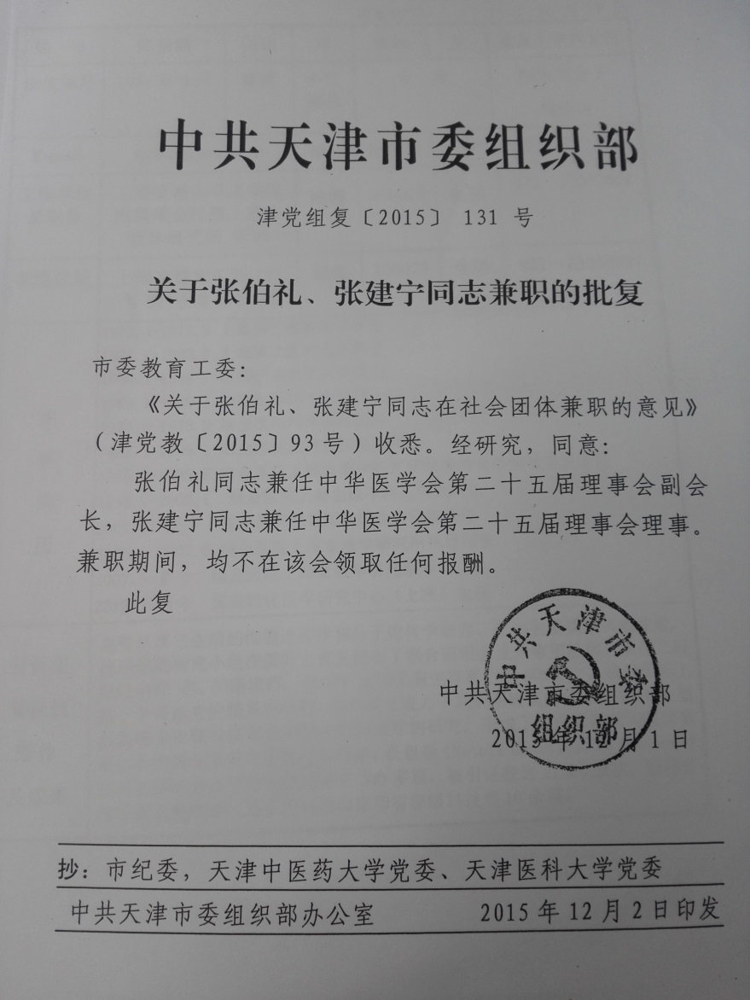 中共天津市委组织部
津党组复〔2015〕 131 号
关于张伯礼、张建宁同志兼职的批复
市委教育工委：
《关于张伯礼、张建宁同志在社会团体兼职的意见》
（津党教〔2015〕93号）收悉。经研究，同意：
张伯礼同志兼任中华医学会第二十五届理事会副会
长，张建宁同志兼任中华医学会第二十五届理事会理事。
兼职期间，均不在该会领取任何报酬。
此复
中共天津市委
组织部
中共天津市委组织部
2015年12月1日
抄：市纪委，天津中医药大学党委、天津医科大学党委
中共天津市委组织部办公室 2015年12月2日印发